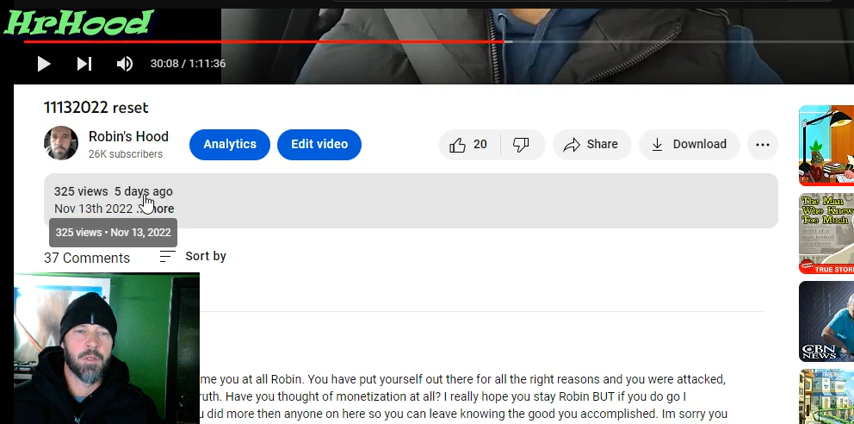 HrHood
30:08 / 1:11:36
11132022 reset
Robin's Hood
26K subscribers
Analytics
Edit video
20
Share
Download
325 views 5 days ago
Nov 13th 2022 ...more
325 views • Nov 13, 2022
37 Comments
Sort by
me you at all Robin. You have put yourself out there for all the right reasons and you were attacked,
ruth. Have you thought of monetization at all? I really hope you stay Robin BUT if you do go I
u did more then anyone on here so you can leave knowing the good you accomplished. Im sorry you
The Man
Who Knew
Too Much
TRUE STOR
CBN
NEWS